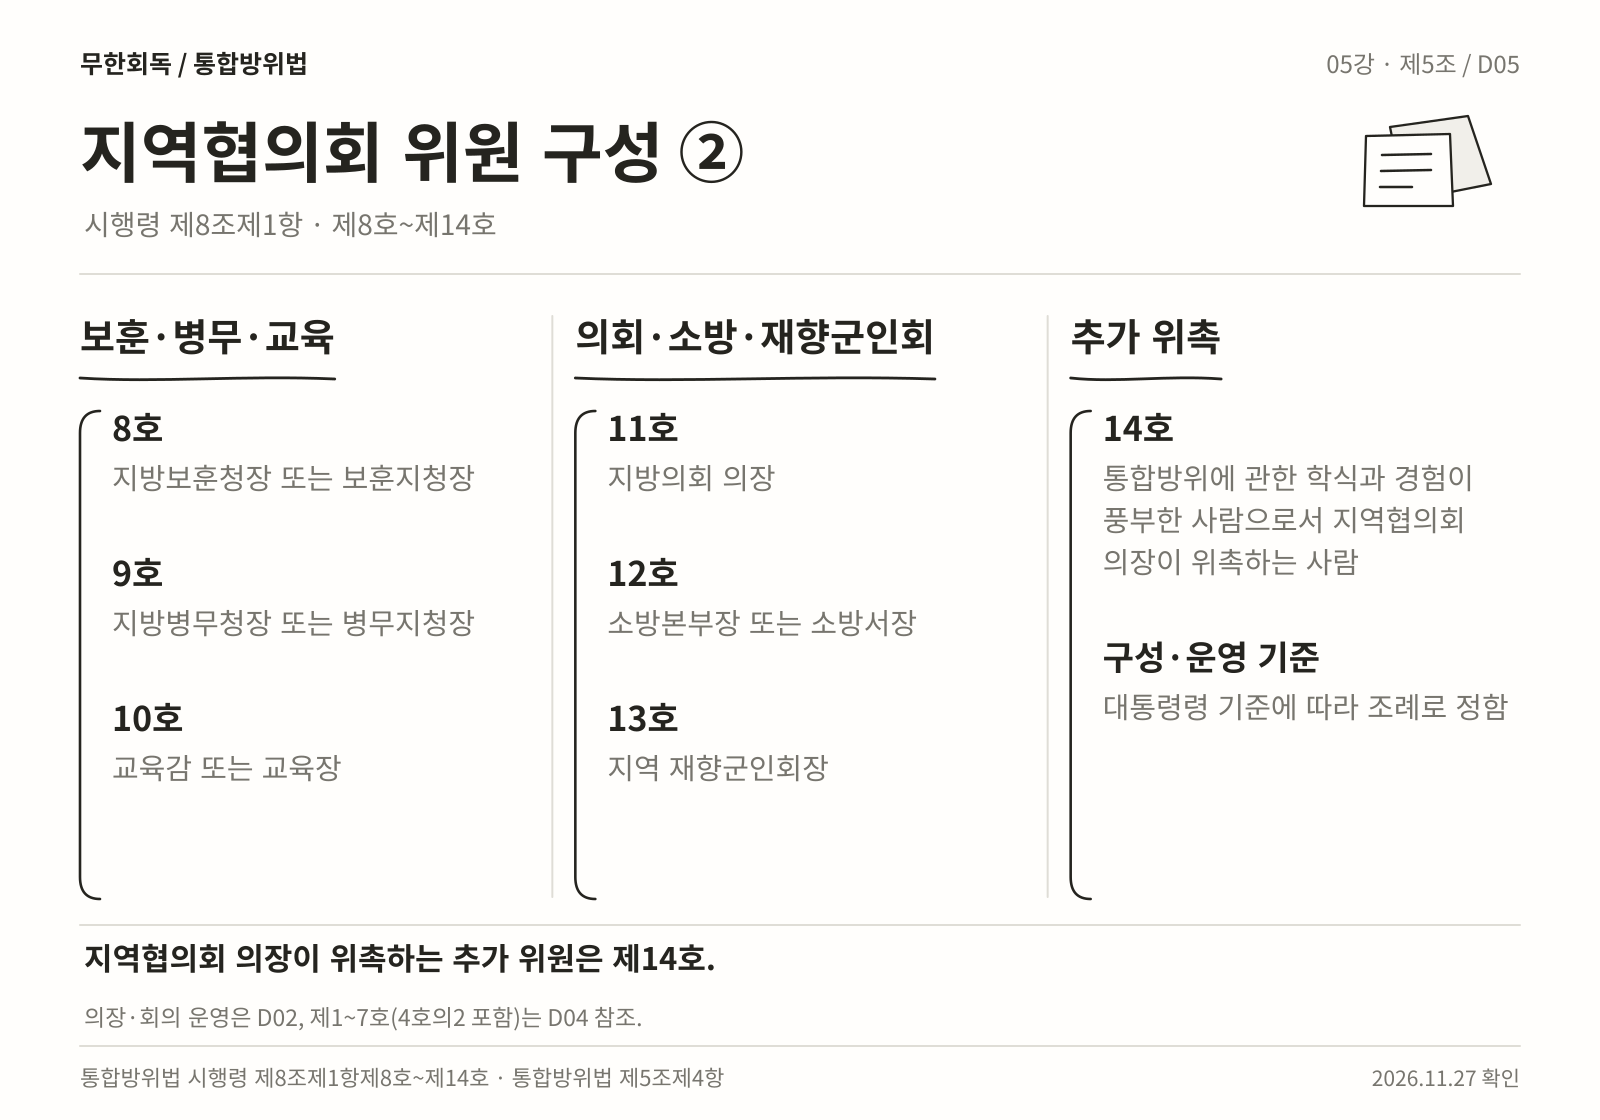 무한회독 / 통합방위법
05강 · 제5조 / D05
지역협의회 위원 구성 ②
시행령 제8조제1항 · 제8호~제14호
보훈·병무·교육
8호
지방보훈청장 또는 보훈지청장
9호
지방병무청장 또는 병무지청장
10호
교육감 또는 교육장
의회·소방·재향군인회
11호
지방의회 의장
12호
소방본부장 또는 소방서장
13호
지역 재향군인회장
추가 위촉
14호
통합방위에 관한 학식과 경험이
풍부한 사람으로서 지역협의회
의장이 위촉하는 사람
구성·운영 기준
대통령령 기준에 따라 조례로 정함
지역협의회 의장이 위촉하는 추가 위원은 제14호.
의장·회의 운영은 D02, 제1~7호(4호의2 포함)는 D04 참조.
통합방위법 시행령 제8조제1항제8호~제14호 · 통합방위법 제5조제4항
2026.11.27 확인